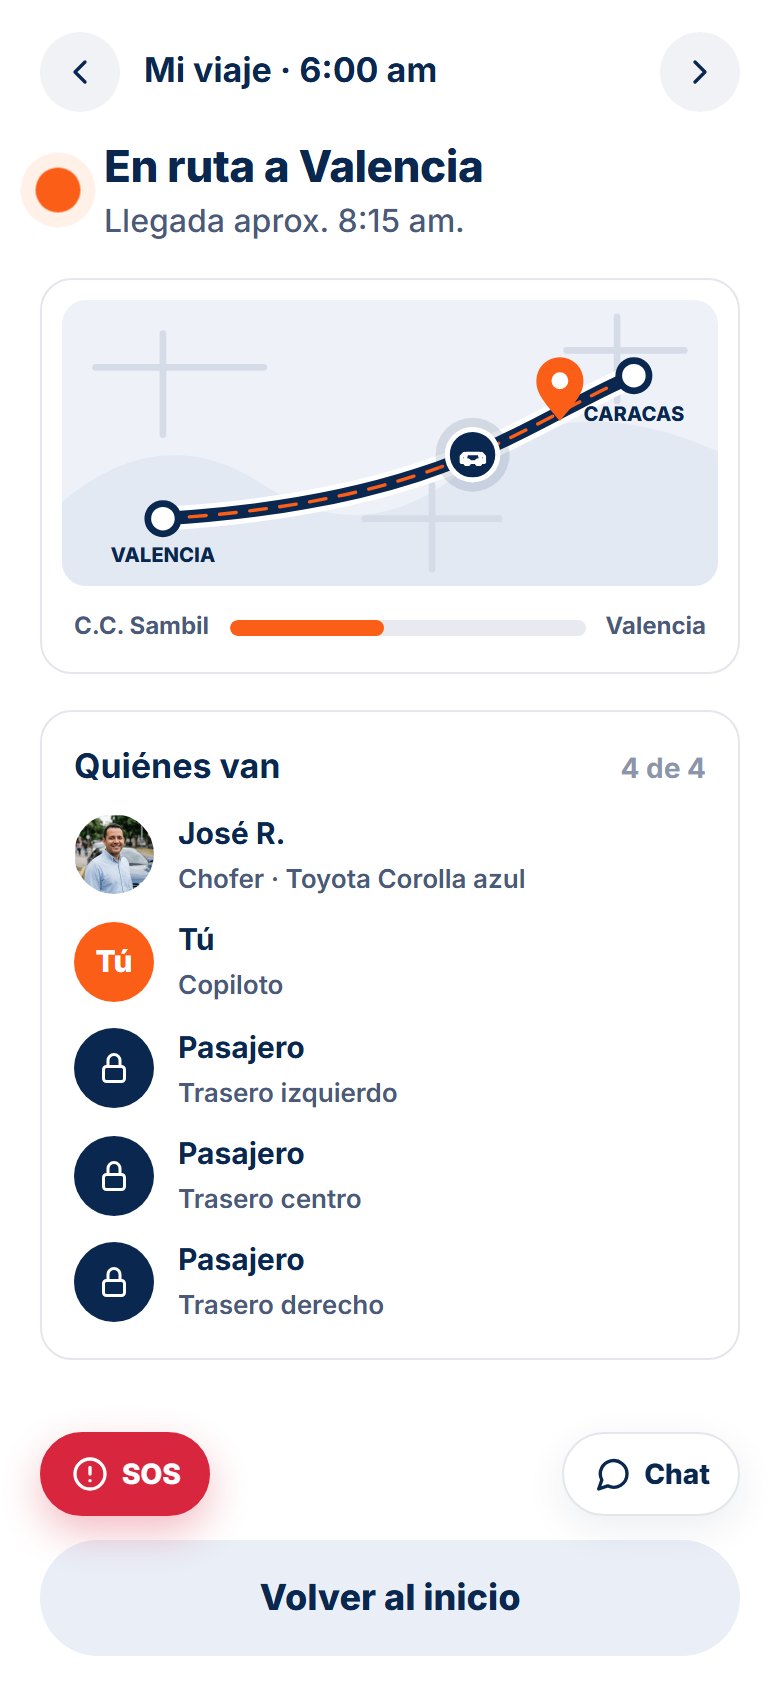 Mi viaje · 6:00 am
En ruta a Valencia
Llegada aprox. 8:15 am.
CARACAS
VALENCIA
C.C. Sambil
Valencia
Quiénes van
4 de 4
José R.
Chofer · Toyota Corolla azul
Tú
Tú
Copiloto
Pasajero
Trasero izquierdo
Pasajero
Trasero centro
Pasajero
Trasero derecho
SOS
Chat
Volver al inicio